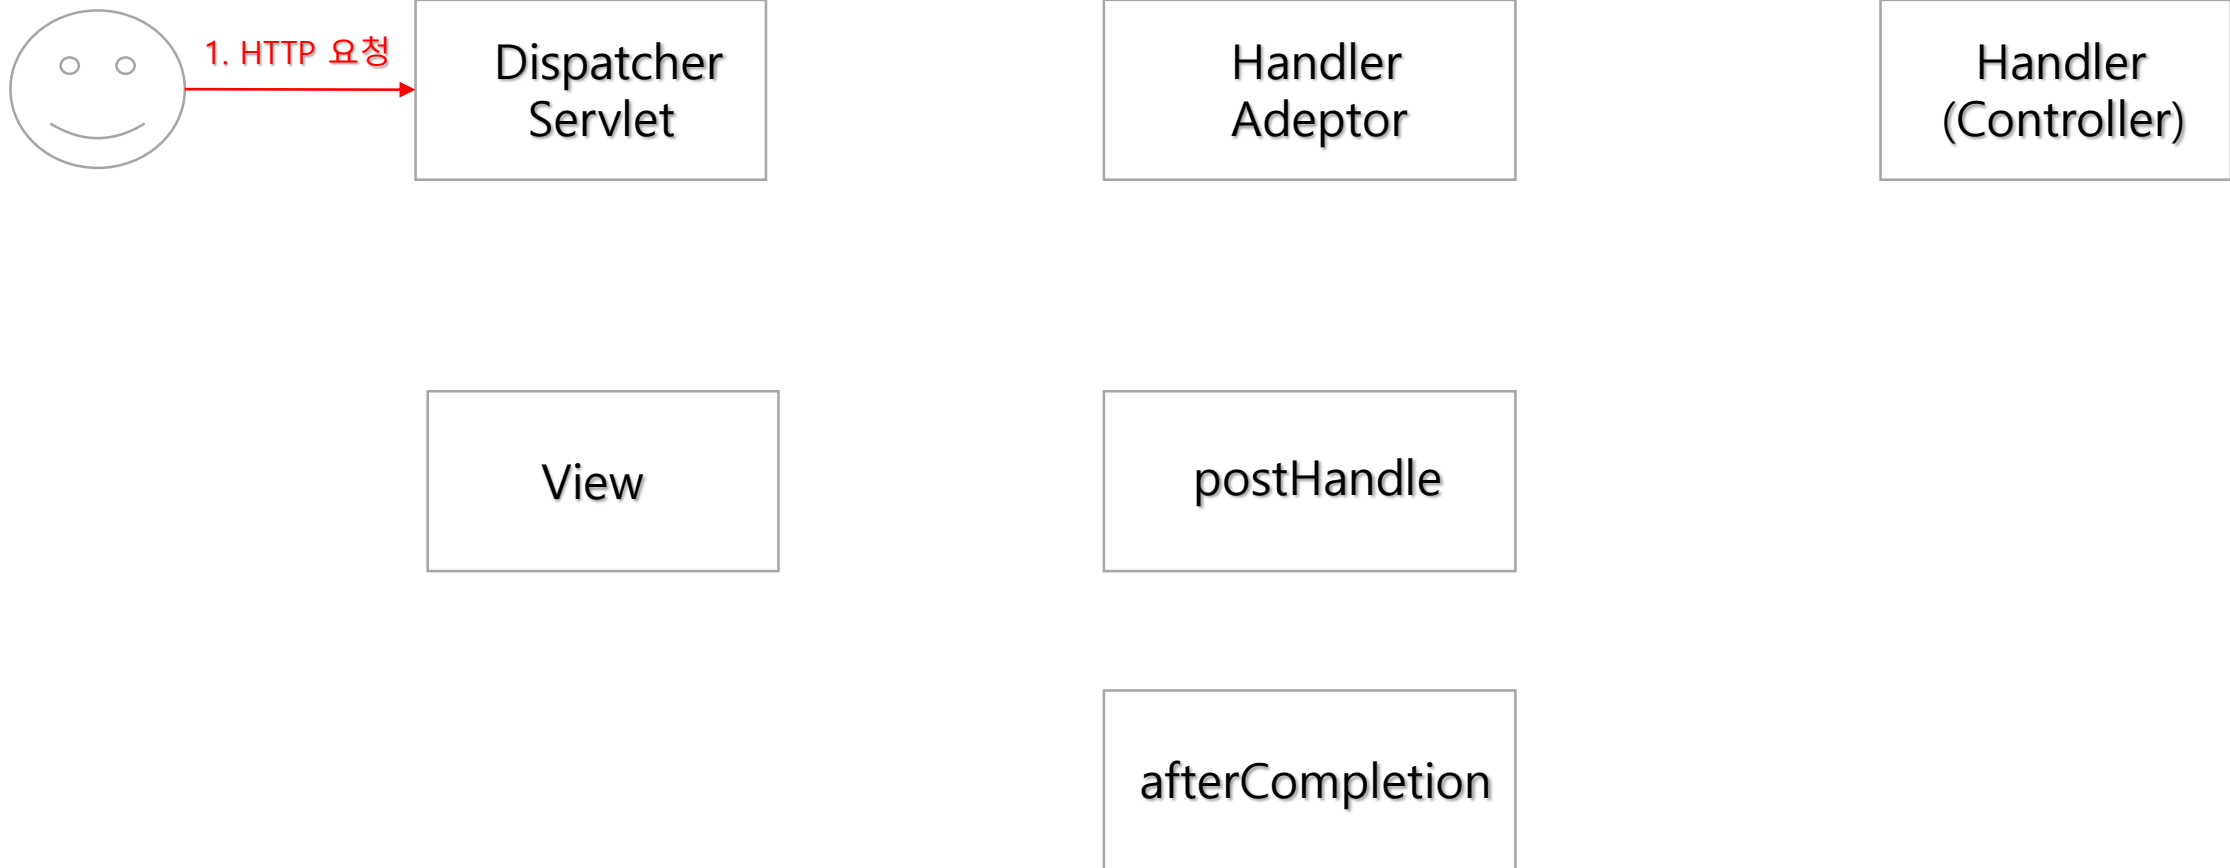 1. HTTP 요청
Dispatcher
Servlet
Handler
Adeptor
Handler
(Controller)
View
postHandle
afterCompletion